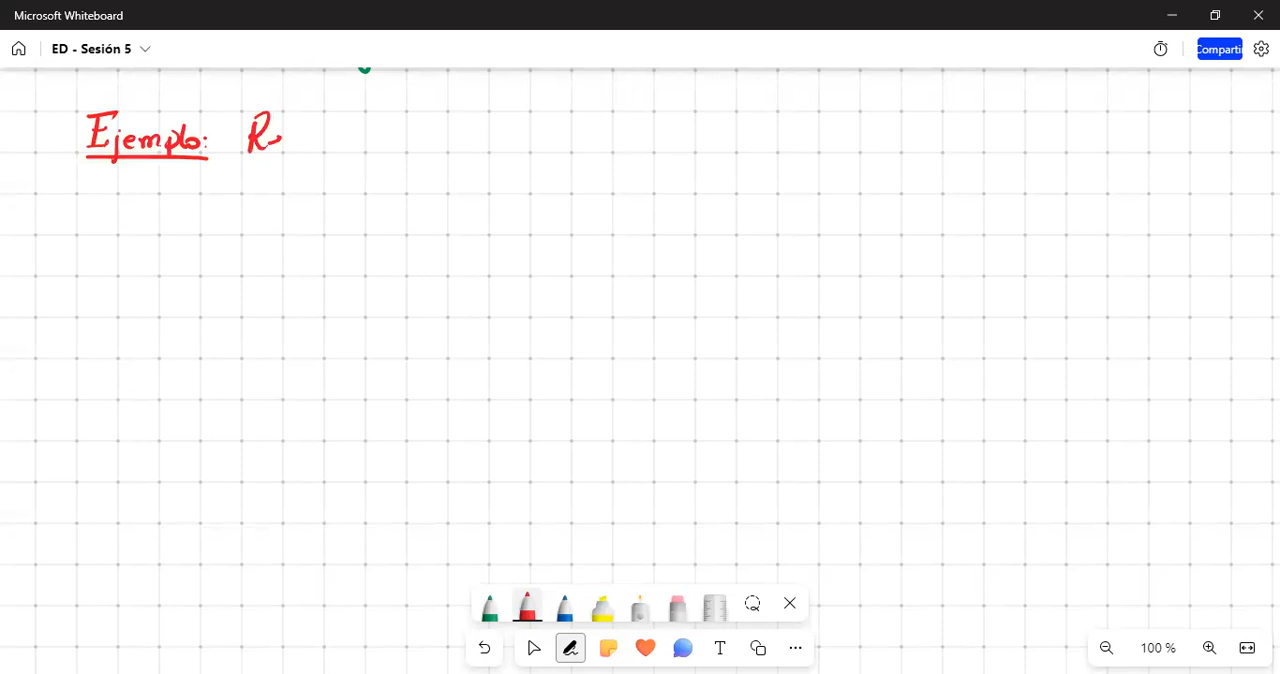 Microsoft Whiteboard
ED - Sesión 5
Compartir
Ejemplo: R
100 %